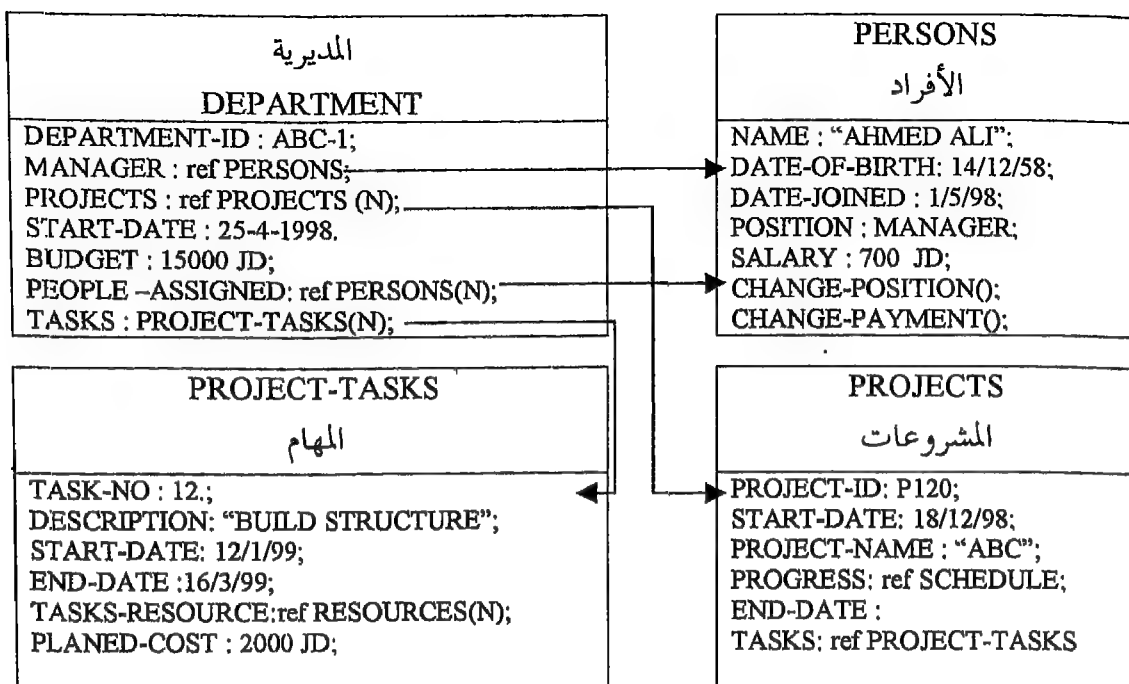 المديرية
DEPARTMENT
DEPARTMENT-ID : ABC-1;
MANAGER : ref PERSONS;
PROJECTS : ref PROJECTS (N);
START-DATE : 25-4-1998.
BUDGET : 15000 JD;
PEOPLE –ASSIGNED: ref PERSONS(N);
TASKS : PROJECT-TASKS(N);
PERSONS
الأفراد
NAME : “AHMED ALI”;
DATE-OF-BIRTH: 14/12/58;
DATE-JOINED : 1/5/98;
POSITION : MANAGER;
SALARY : 700 JD;
CHANGE-POSITION();
CHANGE-PAYMENT();
PROJECT-TASKS
المهام
TASK-NO : 12.;
DESCRIPTION: “BUILD STRUCTURE”;
START-DATE: 12/1/99;
END-DATE :16/3/99;
TASKS-RESOURCE:ref RESOURCES(N);
PLANED-COST : 2000 JD;
PROJECTS
المشروعات
PROJECT-ID: P120;
START-DATE: 18/12/98;
PROJECT-NAME : “ABC”;
PROGRESS: ref SCHEDULE;
END-DATE :
TASKS: ref PROJECT-TASKS